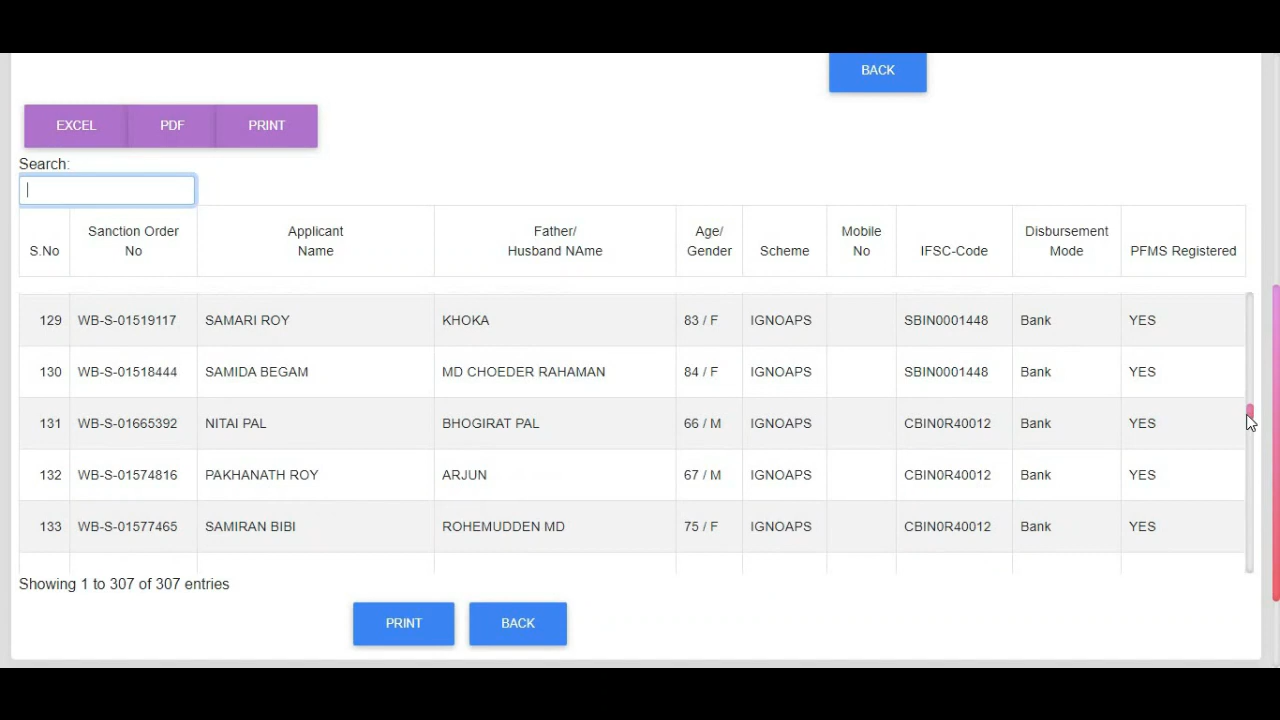 BACK
EXCEL PDF PRINT
Search:
S.No Sanction Order No Applicant Name Father/ Husband NAme Age/ Gender Scheme Mobile No IFSC-Code Disbursement Mode PFMS Registered
129 WB-S-01519117 SAMARI ROY KHOKA 83 / F IGNOAPS SBIN0001448 Bank YES
130 WB-S-01518444 SAMIDA BEGAM MD CHOEDER RAHAMAN 84 / F IGNOAPS SBIN0001448 Bank YES
131 WB-S-01665392 NITAI PAL BHOGIRAT PAL 66 / M IGNOAPS CBIN0R40012 Bank YES
132 WB-S-01574816 PAKHANATH ROY ARJUN 67 / M IGNOAPS CBIN0R40012 Bank YES
133 WB-S-01577465 SAMIRAN BIBI ROHEMUDDEN MD 75 / F IGNOAPS CBIN0R40012 Bank YES
Showing 1 to 307 of 307 entries
PRINT BACK